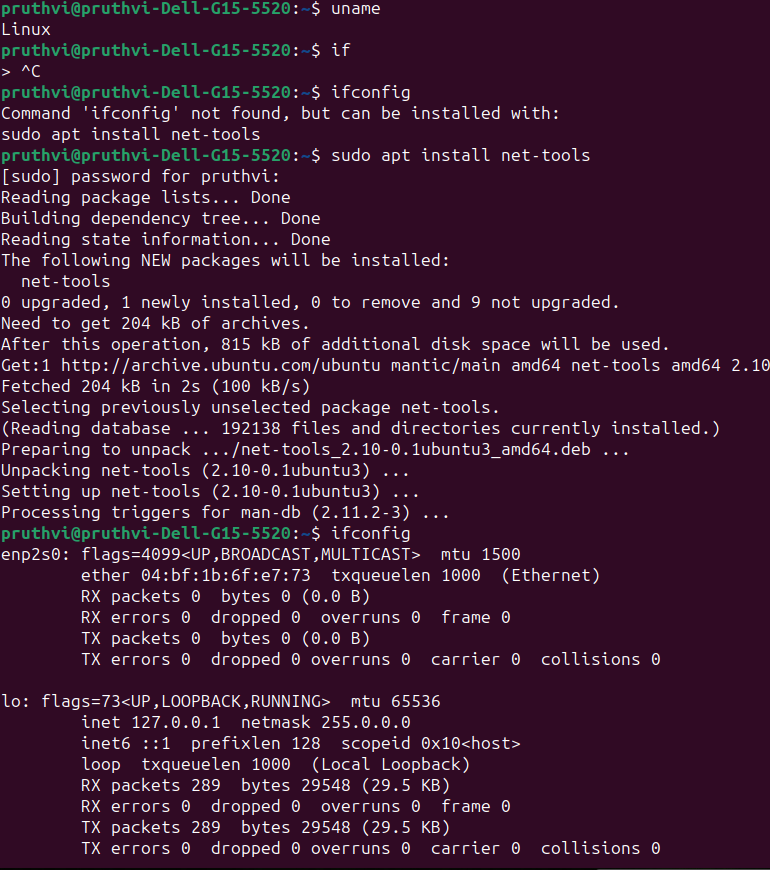 pruthvi@pruthvi-Dell-G15-5520:~$ uname
Linux
pruthvi@pruthvi-Dell-G15-5520:~$ if
> ^C
pruthvi@pruthvi-Dell-G15-5520:~$ ifconfig
Command 'ifconfig' not found, but can be installed with:
sudo apt install net-tools
pruthvi@pruthvi-Dell-G15-5520:~$ sudo apt install net-tools
[sudo] password for pruthvi:
Reading package lists... Done
Building dependency tree... Done
Reading state information... Done
The following NEW packages will be installed:
  net-tools
0 upgraded, 1 newly installed, 0 to remove and 9 not upgraded.
Need to get 204 kB of archives.
After this operation, 815 kB of additional disk space will be used.
Get:1 http://archive.ubuntu.com/ubuntu mantic/main amd64 net-tools amd64 2.10
Fetched 204 kB in 2s (100 kB/s)
Selecting previously unselected package net-tools.
(Reading database ... 192138 files and directories currently installed.)
Preparing to unpack .../net-tools_2.10-0.1ubuntu3_amd64.deb ...
Unpacking net-tools (2.10-0.1ubuntu3) ...
Setting up net-tools (2.10-0.1ubuntu3) ...
Processing triggers for man-db (2.11.2-3) ...
pruthvi@pruthvi-Dell-G15-5520:~$ ifconfig
enp2s0: flags=4099<UP,BROADCAST,MULTICAST>  mtu 1500
        ether 04:bf:1b:6f:e7:73  txqueuelen 1000  (Ethernet)
        RX packets 0  bytes 0 (0.0 B)
        RX errors 0  dropped 0  overruns 0  frame 0
        TX packets 0  bytes 0 (0.0 B)
        TX errors 0  dropped 0 overruns 0  carrier 0  collisions 0

lo: flags=73<UP,LOOPBACK,RUNNING>  mtu 65536
        inet 127.0.0.1  netmask 255.0.0.0
        inet6 ::1  prefixlen 128  scopeid 0x10<host>
        loop  txqueuelen 1000  (Local Loopback)
        RX packets 289  bytes 29548 (29.5 KB)
        RX errors 0  dropped 0  overruns 0  frame 0
        TX packets 289  bytes 29548 (29.5 KB)
        TX errors 0  dropped 0 overruns 0  carrier 0  collisions 0